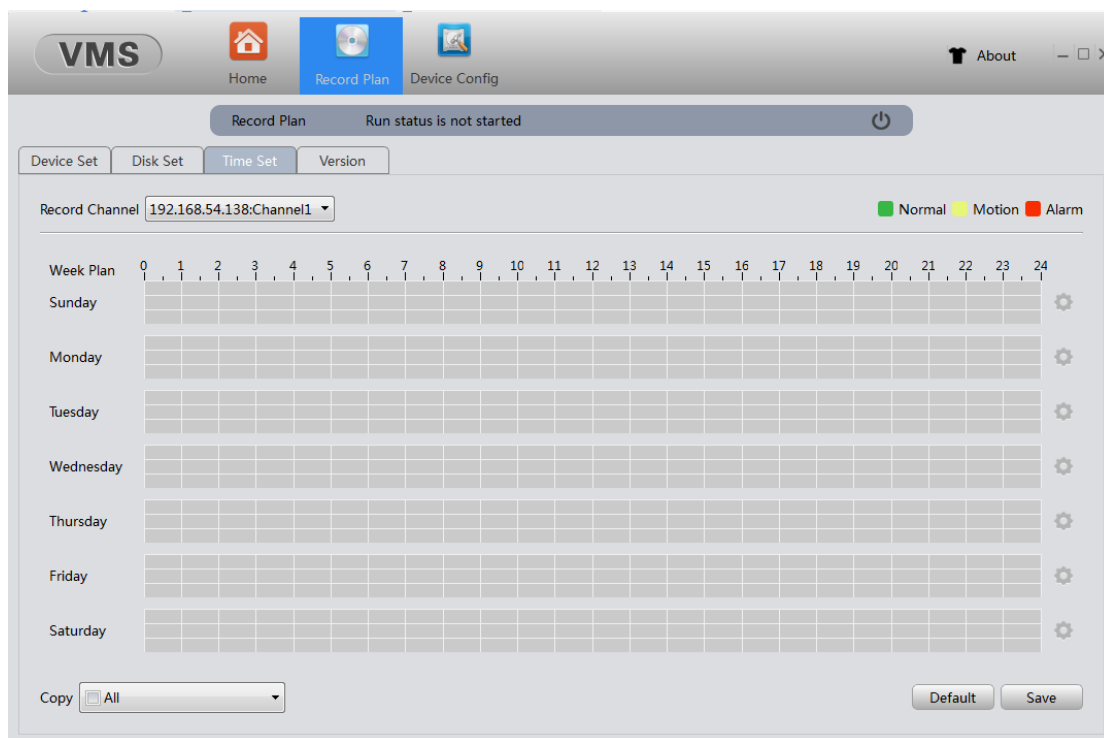 VMS
Home
Record Plan
Device Config
About
Record Plan Run status is not started
Device Set Disk Set Time Set Version
Record Channel 192.168.54.138:Channel1 Normal Motion Alarm
Week Plan 0 1 2 3 4 5 6 7 8 9 10 11 12 13 14 15 16 17 18 19 20 21 22 23 24
Sunday
Monday
Tuesday
Wednesday
Thursday
Friday
Saturday
Copy All Default Save